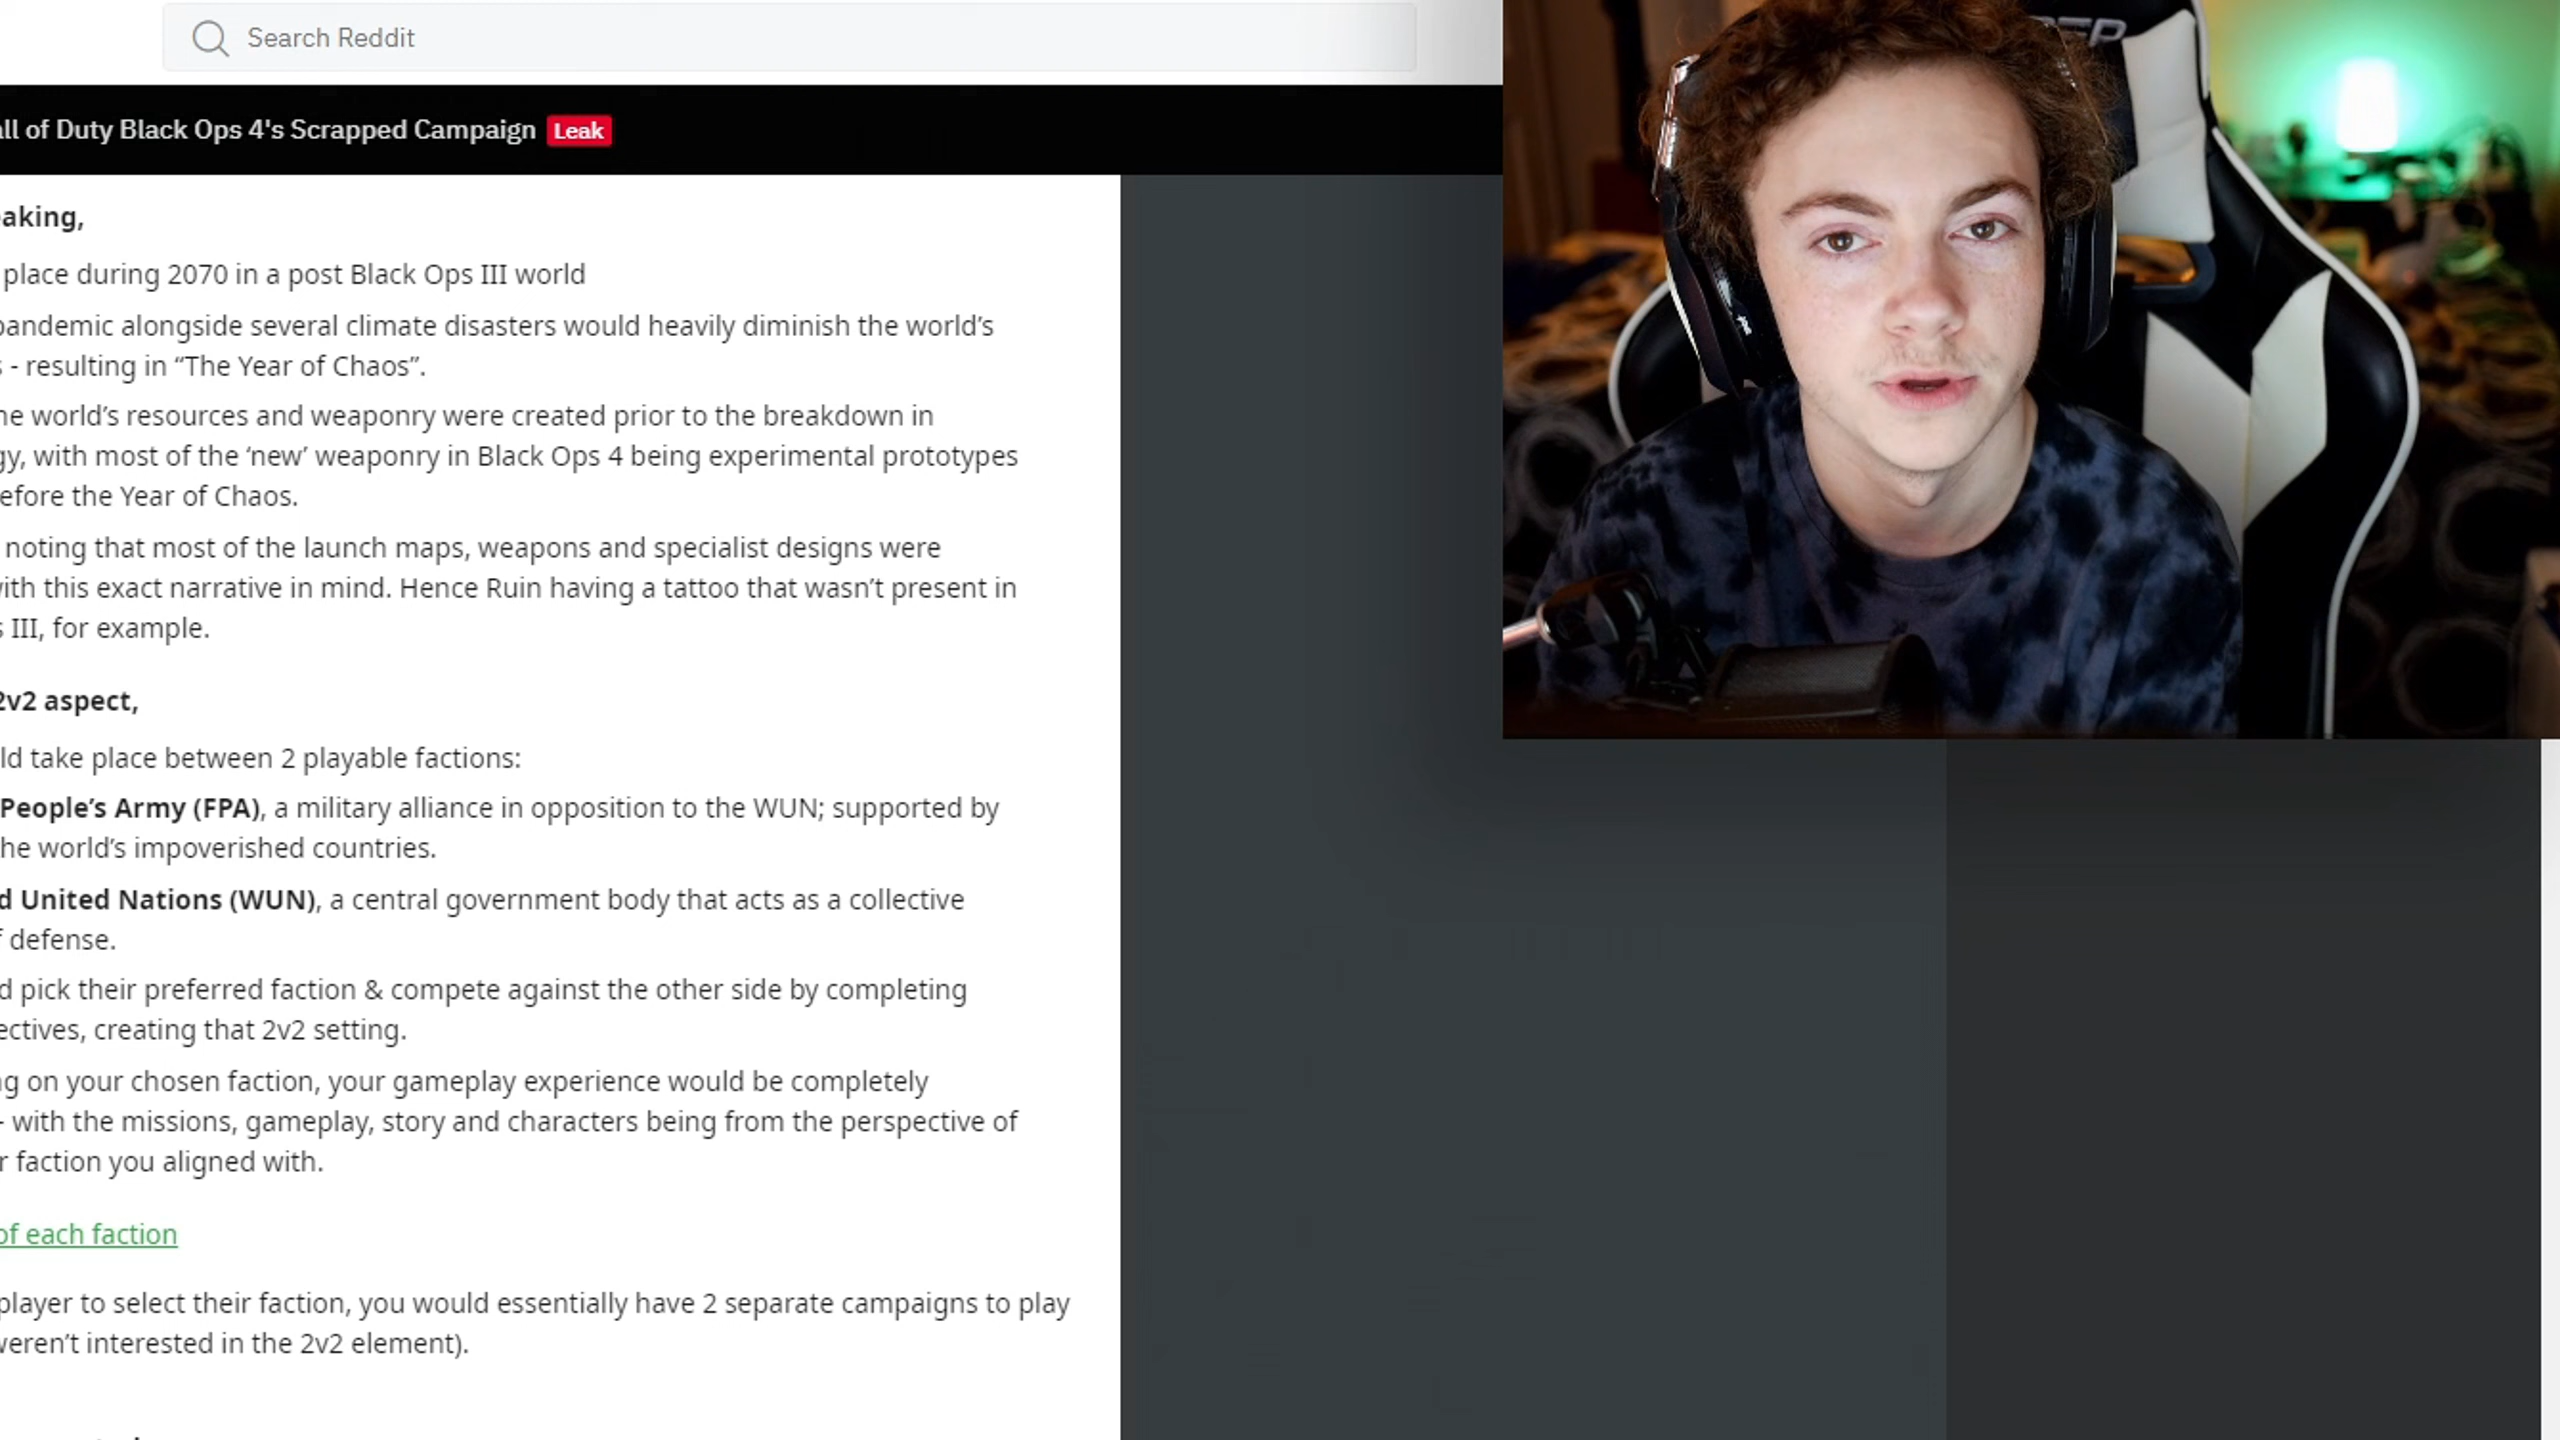 Search Reddit
all of Duty Black Ops 4's Scrapped Campaign Leak
eaking,
place during 2070 in a post Black Ops III world
pandemic alongside several climate disasters would heavily diminish the world’s
s - resulting in “The Year of Chaos”.
he world’s resources and weaponry were created prior to the breakdown in
gy, with most of the ‘new’ weaponry in Black Ops 4 being experimental prototypes
efore the Year of Chaos.
noting that most of the launch maps, weapons and specialist designs were
with this exact narrative in mind. Hence Ruin having a tattoo that wasn’t present in
s III, for example.
2v2 aspect,
ld take place between 2 playable factions:
People’s Army (FPA), a military alliance in opposition to the WUN; supported by
he world’s impoverished countries.
d United Nations (WUN), a central government body that acts as a collective
f defense.
d pick their preferred faction & compete against the other side by completing
ectives, creating that 2v2 setting.
ng on your chosen faction, your gameplay experience would be completely
- with the missions, gameplay, story and characters being from the perspective of
r faction you aligned with.
of each faction
player to select their faction, you would essentially have 2 separate campaigns to play
weren’t interested in the 2v2 element).